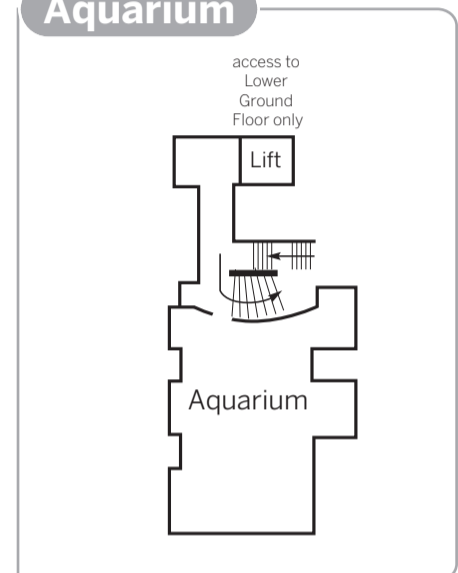 Aquarium
access to
Lower
Ground
Floor only
Lift
Aquarium